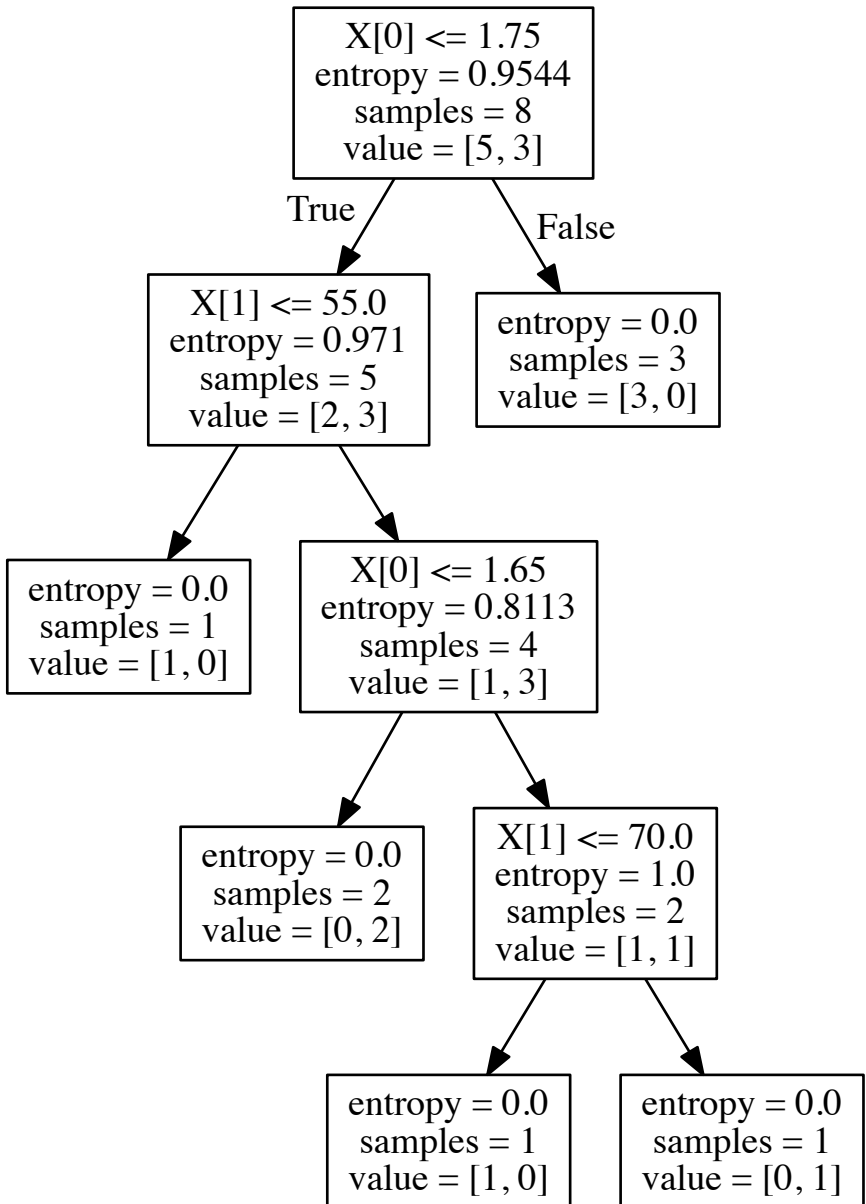 X[0] <= 1.75
entropy = 0.9544
samples = 8
value = [5, 3]
True
False
X[1] <= 55.0
entropy = 0.971
samples = 5
value = [2, 3]
entropy = 0.0
samples = 3
value = [3, 0]
entropy = 0.0
samples = 1
value = [1, 0]
X[0] <= 1.65
entropy = 0.8113
samples = 4
value = [1, 3]
entropy = 0.0
samples = 2
value = [0, 2]
X[1] <= 70.0
entropy = 1.0
samples = 2
value = [1, 1]
entropy = 0.0
samples = 1
value = [1, 0]
entropy = 0.0
samples = 1
value = [0, 1]